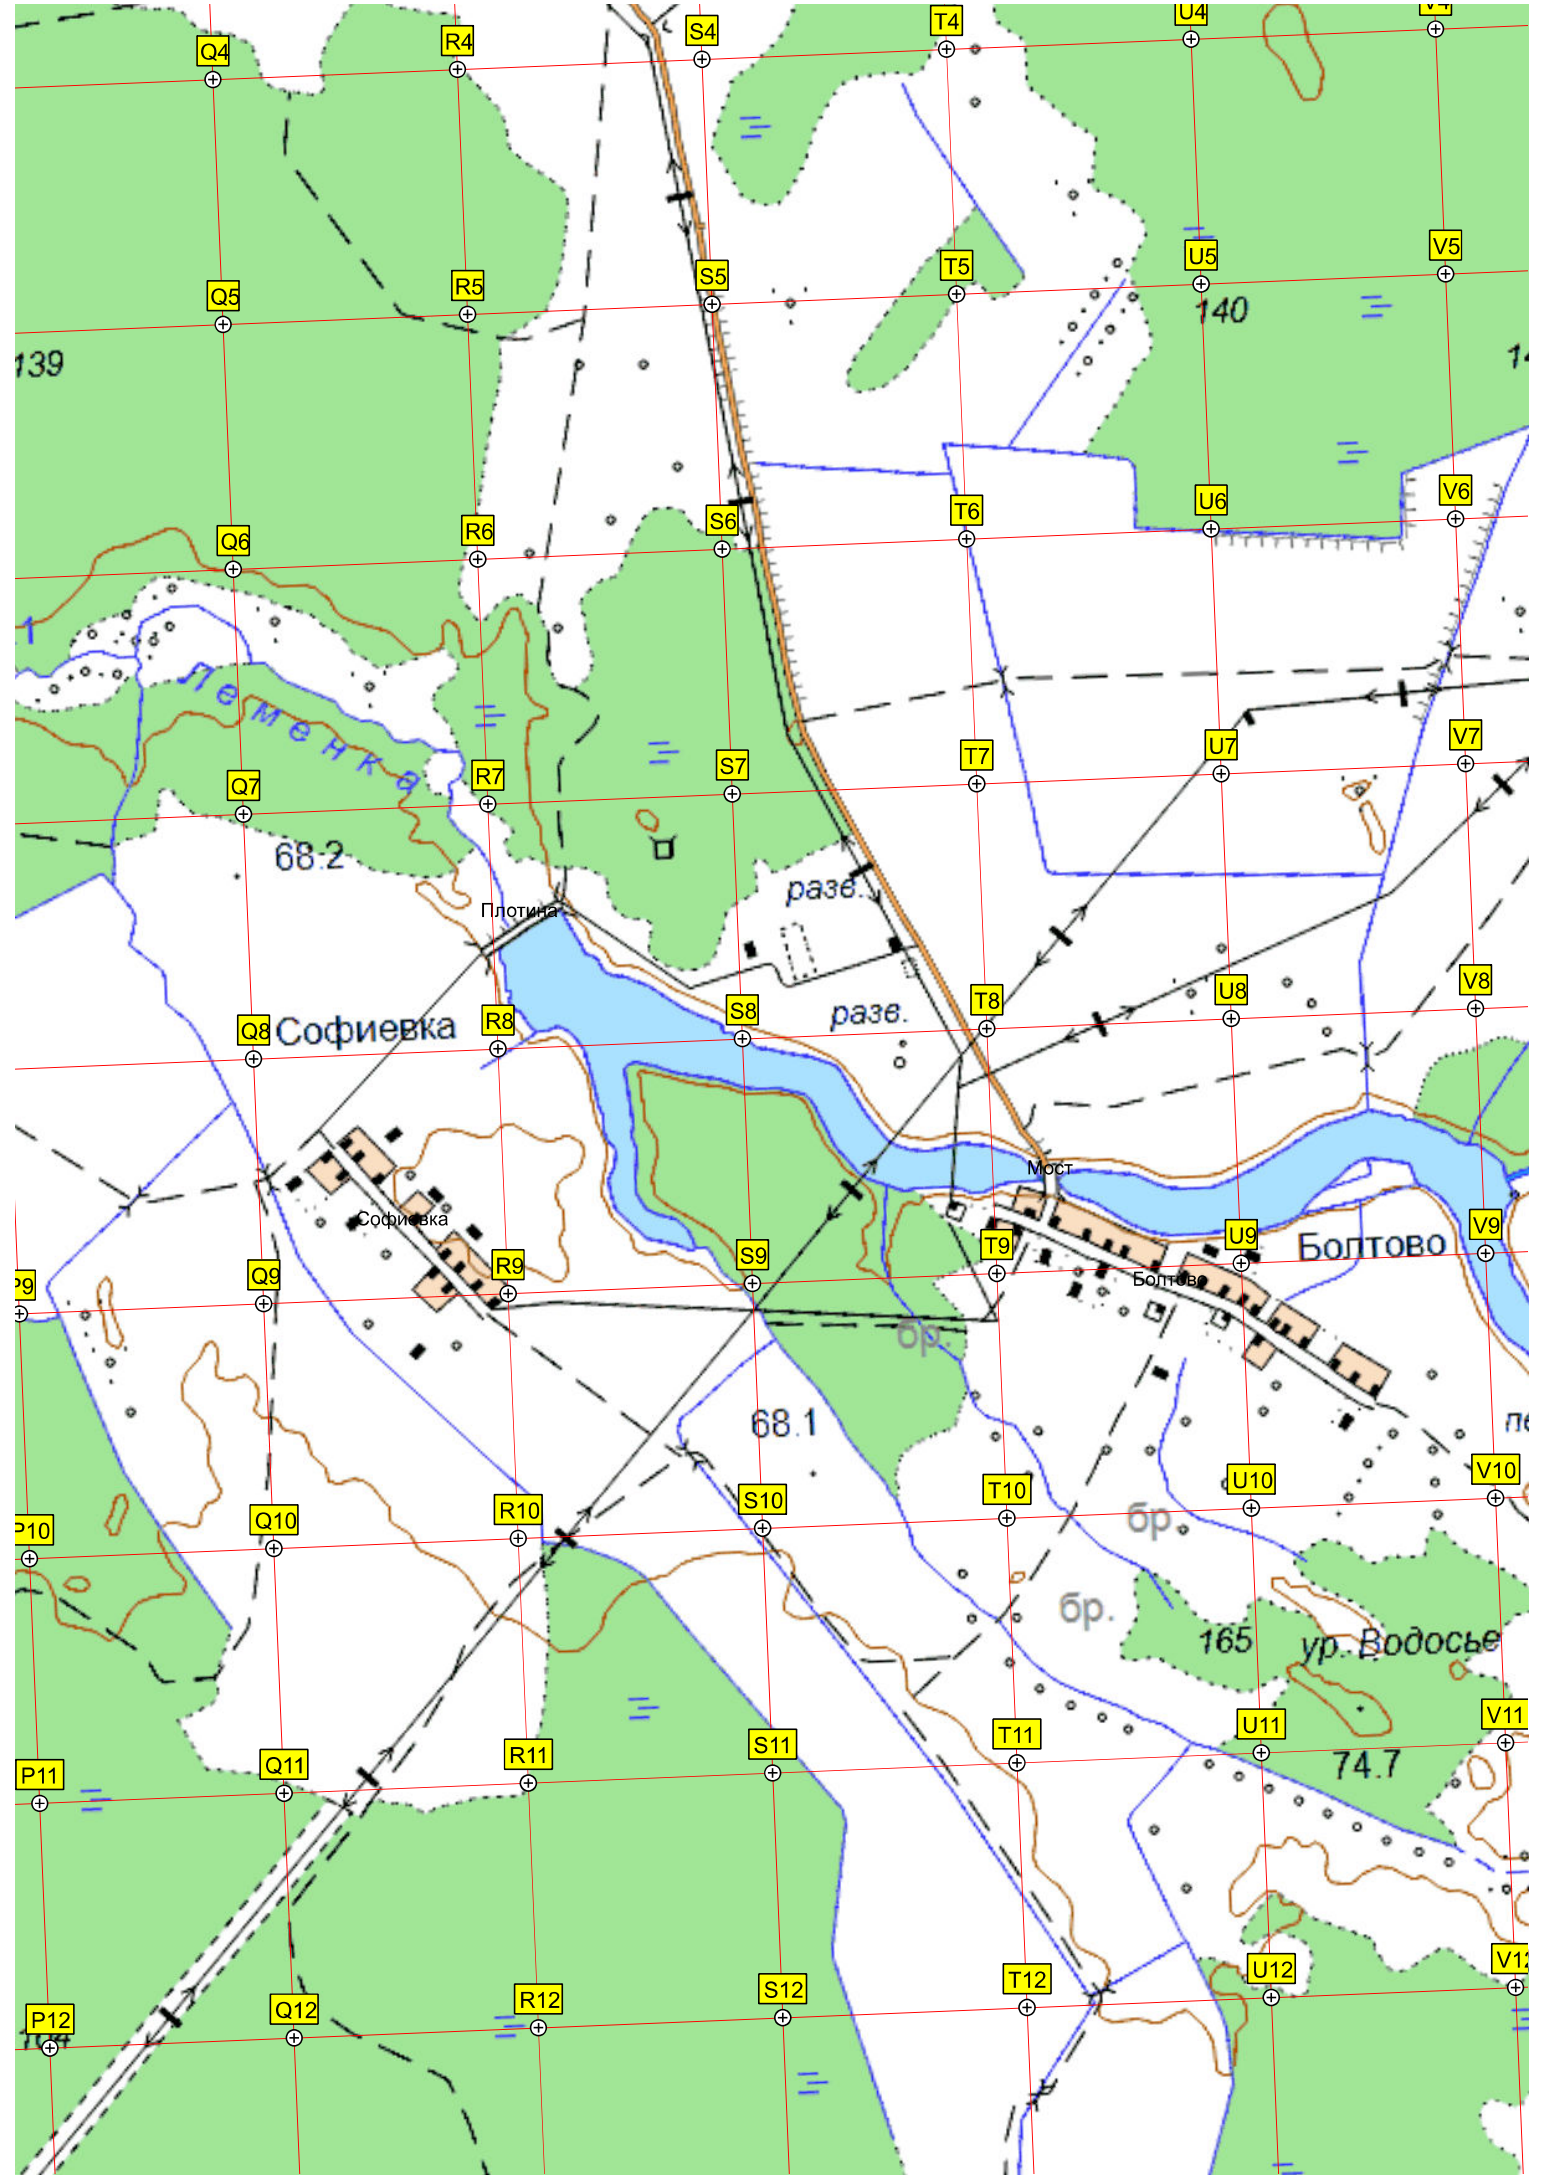 Q4
R4
S4
T4
U4
V4
Q5
R5
S5
T5
U5
V5
139
140
Q6
R6
S6
T6
U6
V6
1
Леменка
Q7
R7
S7
T7
U7
V7
68.2
разв.
Плотина
Q8
Софиевка
R8
S8
разв.
T8
U8
V8
Мост
Софиевка
P9
Q9
R9
S9
T9
U9
Болтово
V9
Болтово
бр.
68.1
P10
Q10
R10
S10
T10
U10
V10
бр.
бр.
165
ур. Водосье
P11
Q11
R11
S11
T11
U11
V11
74.7
P12
Q12
R12
S12
T12
U12
V12